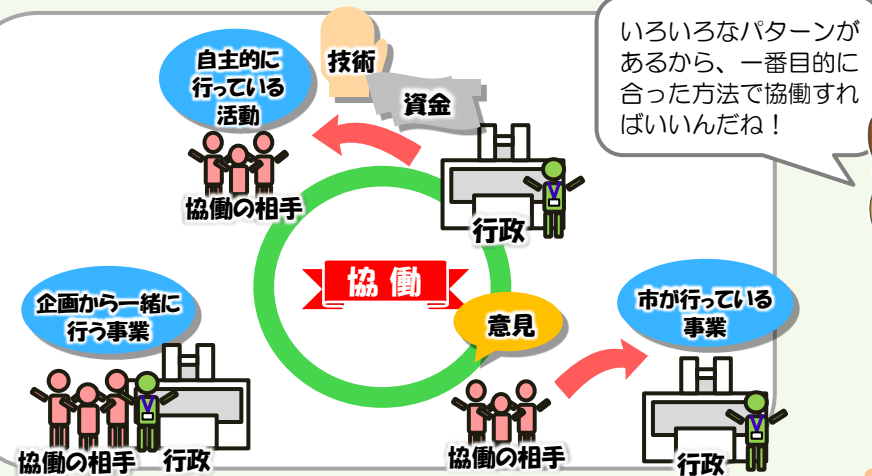 いろいろなパターンが
あるから、一番目的に
合った方法で協働すれ
ばいいんだね！
自主的に
行っている
活動
技術
資金
協働の相手
行政
協働
企画から一緒に
行う事業
意見
市が行っている
事業
協働の相手
行政
協働の相手
行政